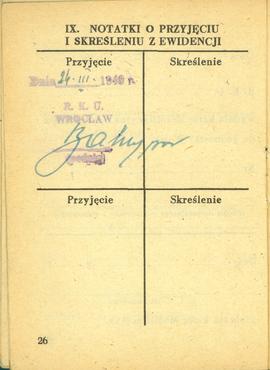 IX. NOTATKI O PRZYJĘCIU
I SKREŚLENIU Z EWIDENCJI
Przyjęcie Skreślenie
Dnia 24 III 1949 r.
R. K. U.
WROCŁAW
Przyjęcie Skreślenie
26